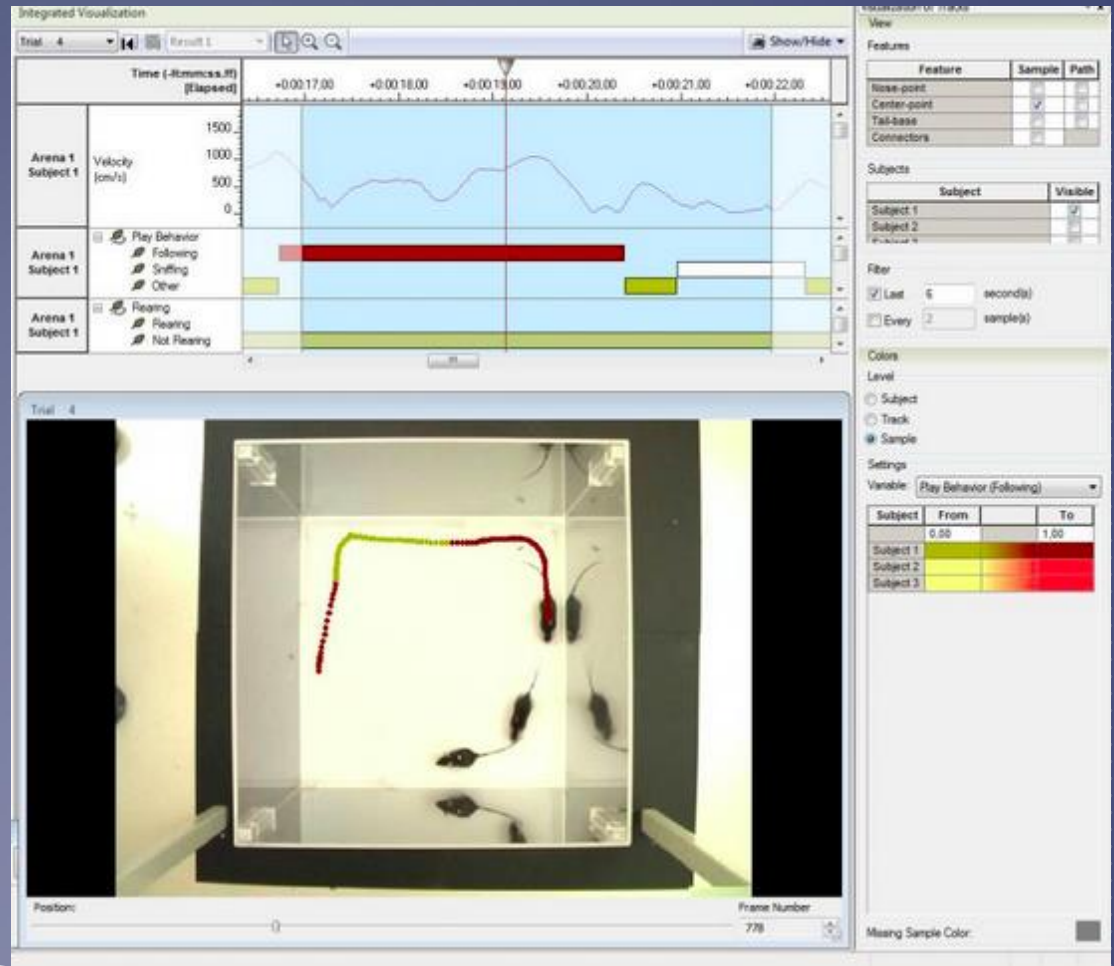 Integrated Visualization
Trial 4
Result 1
Show/Hide
Time (-H:mm:ss.ff)
[Elapsed]
+0:00:17,00 +0:00:18,00 +0:00:19,00 +0:00:20,00 +0:00:21,00 +0:00:22,00
Arena 1
Subject 1
Velocity
(cm/s)
1500
1000
500
0
Arena 1
Subject 1
Play Behavior
Following
Sniffing
Other
Arena 1
Subject 1
Rearing
Rearing
Not Rearing
Trial 4
Position:
Frame Number
778
Visualization of Tracks
View
Features
Feature Sample Path
Nose-point
Center-point
Tail-base
Connectors
Subjects
Subject Visible
Subject 1
Subject 2
Filter
Last 6 second(s)
Every 2 sample(s)
Colors
Level
Subject
Track
Sample
Settings
Variable: Play Behavior (Following)
Subject From To
0,00 1,00
Subject 1
Subject 2
Subject 3
Missing Sample Color: